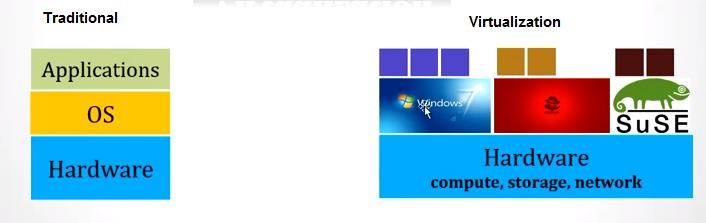 Traditional
Virtualization
Applications
OS
Hardware
Windows 7
SuSE
Hardware
compute, storage, network